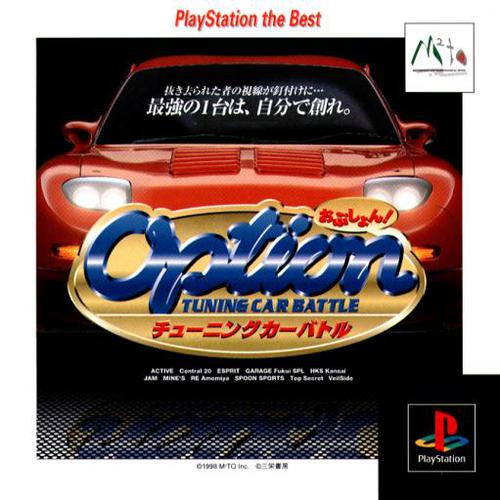 PlayStation the Best
M²to
抜き去られた者の視線が釘付けに…
最強の1台は、自分で創れ。
おぷしょん!
Option
TUNING CAR BATTLE
チューニングカーバトル
ACTIVE Central 20 ESPRIT GARAGE Fukui SPL HKS Kansai
JAM MINE'S RE Amemiya SPOON SPORTS Top Secret VeilSide
©1998 M²TO Inc. ©三栄書房
PlayStation